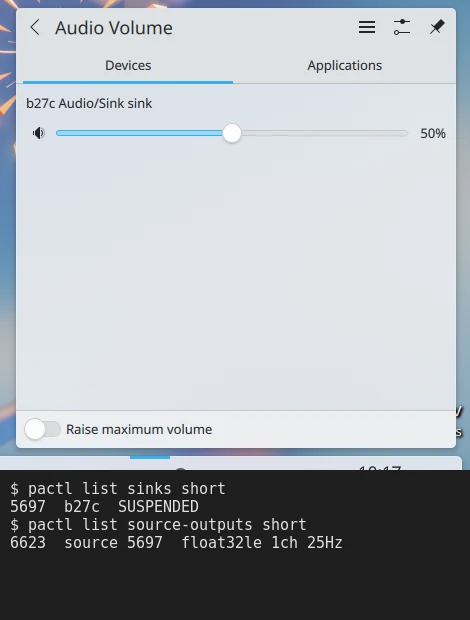 Audio Volume
Devices
Applications
b27c Audio/Sink sink
50%
Raise maximum volume
$ pactl list sinks short
5697  b27c  SUSPENDED
$ pactl list source-outputs short
6623  source 5697  float32le 1ch 25Hz